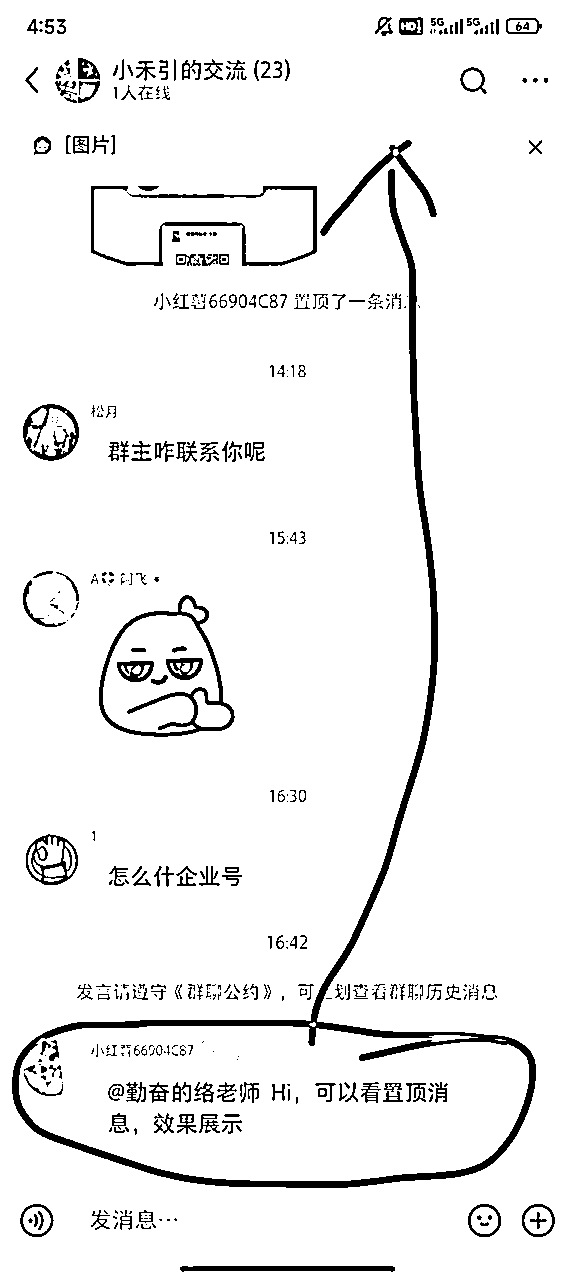 4:53
HD 5G 5G 64
小禾引的交流 (23)
1人在线
[图片]
小红薯66904C87 置顶了一条消息
14:18
松月
群主咋联系你呢
15:43
16:30
1
怎么什企业号
16:42
发言请遵守《群聊公约》，可上划查看群聊历史消息
小红薯66904C87
@勤奋的络老师 Hi，可以看置顶消
息，效果展示
发消息…